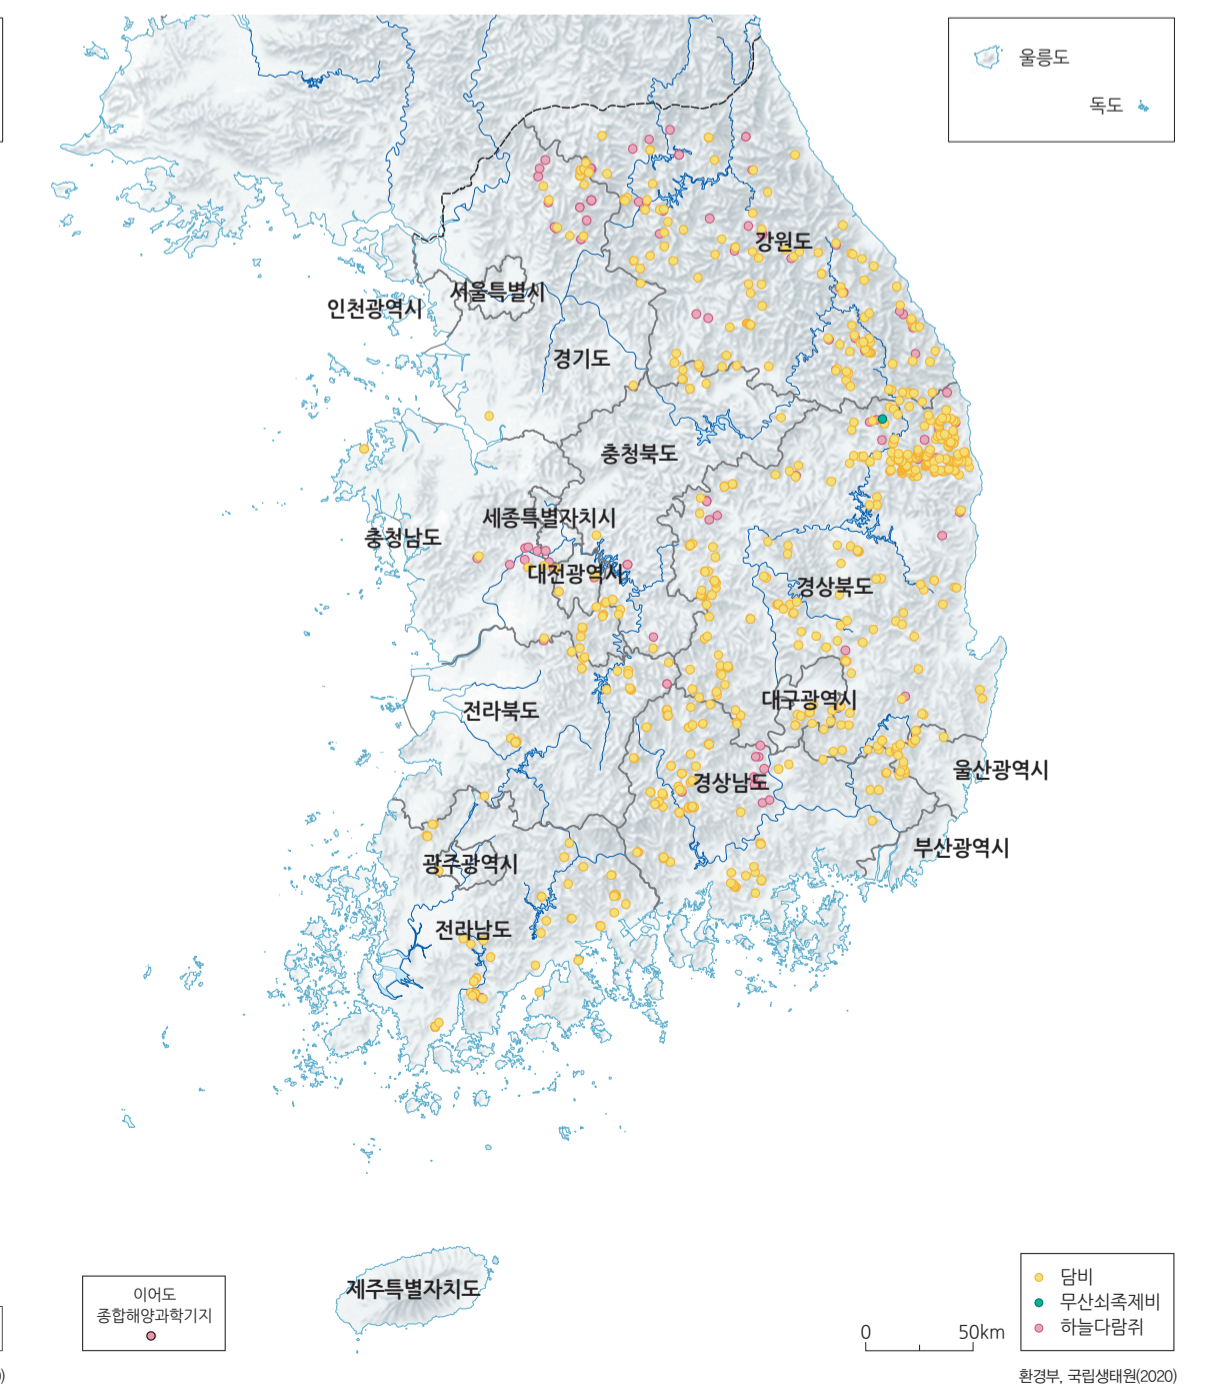 울릉도
독도
강원도
서울특별시
인천광역시
경기도
충청북도
세종특별자치시
충청남도
대전광역시
경상북도
대구광역시
전라북도
울산광역시
경상남도
부산광역시
광주광역시
전라남도
제주특별자치도
이어도
종합해양과학기지
담비
무산쇠족제비
하늘다람쥐
0 50km
환경부, 국립생태원(2020)
)